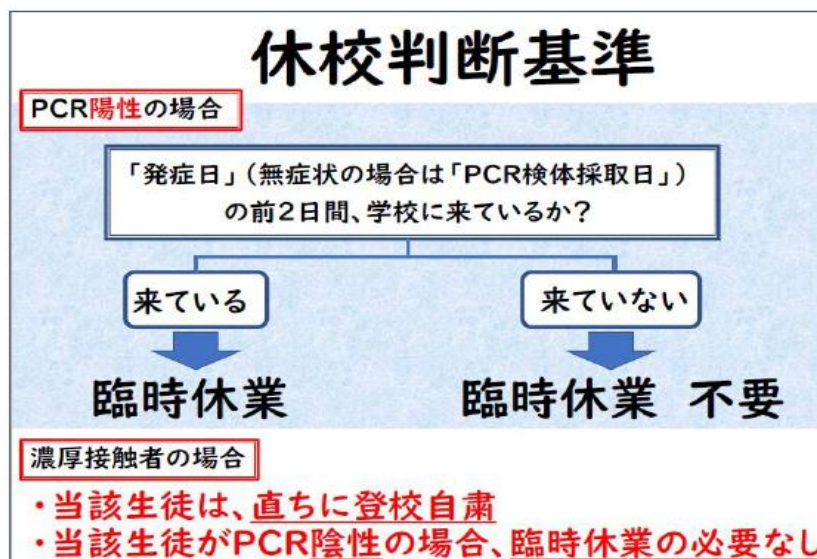 休校判断基準
PCR陽性の場合
「発症日」(無症状の場合は「PCR検体採取日」)
の前2日間、学校に来ているか?
来ている
来ていない
臨時休業
臨時休業 不要
濃厚接触者の場合
・当該生徒は、直ちに登校自粛
・当該生徒がPCR陰性の場合、臨時休業の必要なし